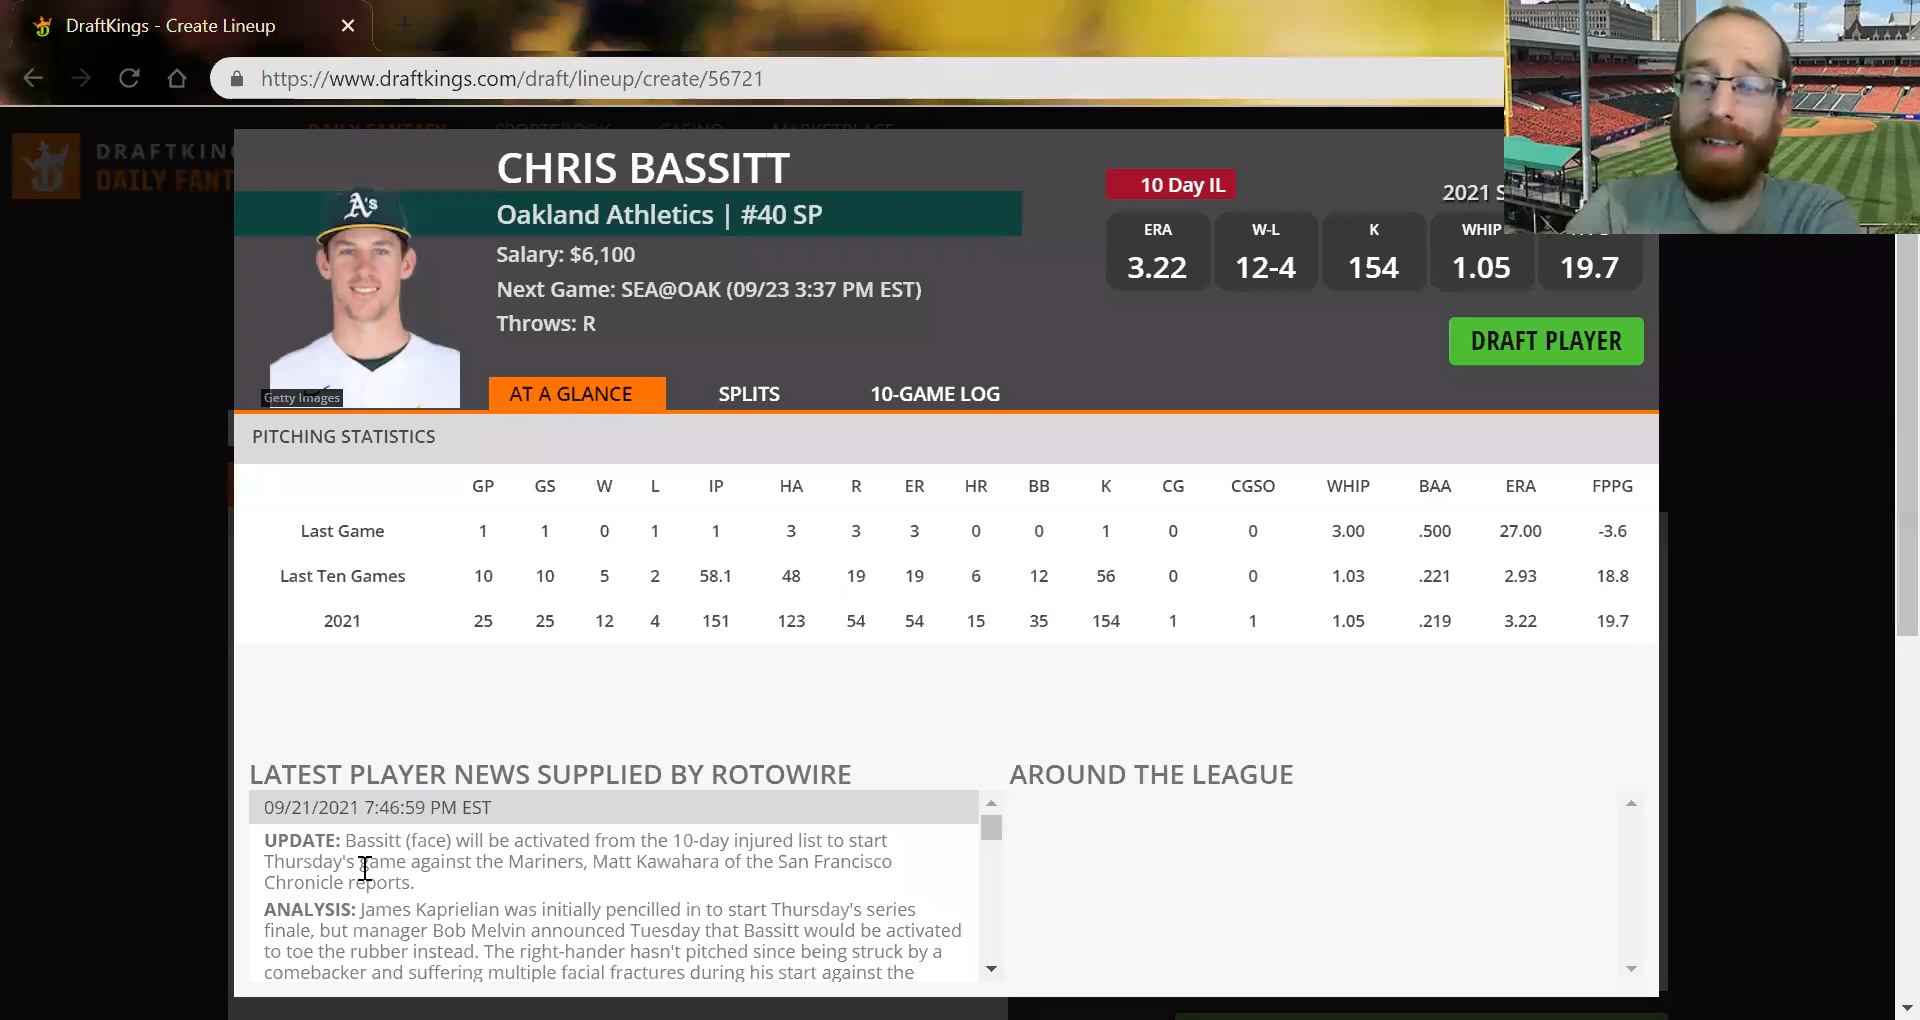 DraftKings - Create Lineup
https://www.draftkings.com/draft/lineup/create/56721
DRAFTKIN
DAILY FANT
DAILY FANTASY SPORTSBOOK CASINO MARKETPLACE
CHRIS BASSITT
Oakland Athletics | #40 SP
A's
Salary: $6,100
Next Game: SEA@OAK (09/23 3:37 PM EST)
Throws: R
Getty Images
10 Day IL
2021 S
ERA W-L K WHIP
3.22 12-4 154 1.05 19.7
DRAFT PLAYER
AT A GLANCE SPLITS 10-GAME LOG
PITCHING STATISTICS
GP GS W L IP HA R ER HR BB K CG CGSO WHIP BAA ERA FPPG
Last Game 1 1 0 1 1 3 3 3 0 0 1 0 0 3.00 .500 27.00 -3.6
Last Ten Games 10 10 5 2 58.1 48 19 19 6 12 56 0 0 1.03 .221 2.93 18.8
2021 25 25 12 4 151 123 54 54 15 35 154 1 1 1.05 .219 3.22 19.7
LATEST PLAYER NEWS SUPPLIED BY ROTOWIRE
09/21/2021 7:46:59 PM EST
UPDATE: Bassitt (face) will be activated from the 10-day injured list to start
Thursday's game against the Mariners, Matt Kawahara of the San Francisco
Chronicle reports.
ANALYSIS: James Kaprielian was initially pencilled in to start Thursday's series
finale, but manager Bob Melvin announced Tuesday that Bassitt would be activated
to toe the rubber instead. The right-hander hasn't pitched since being struck by a
comebacker and suffering multiple facial fractures during his start against the
AROUND THE LEAGUE